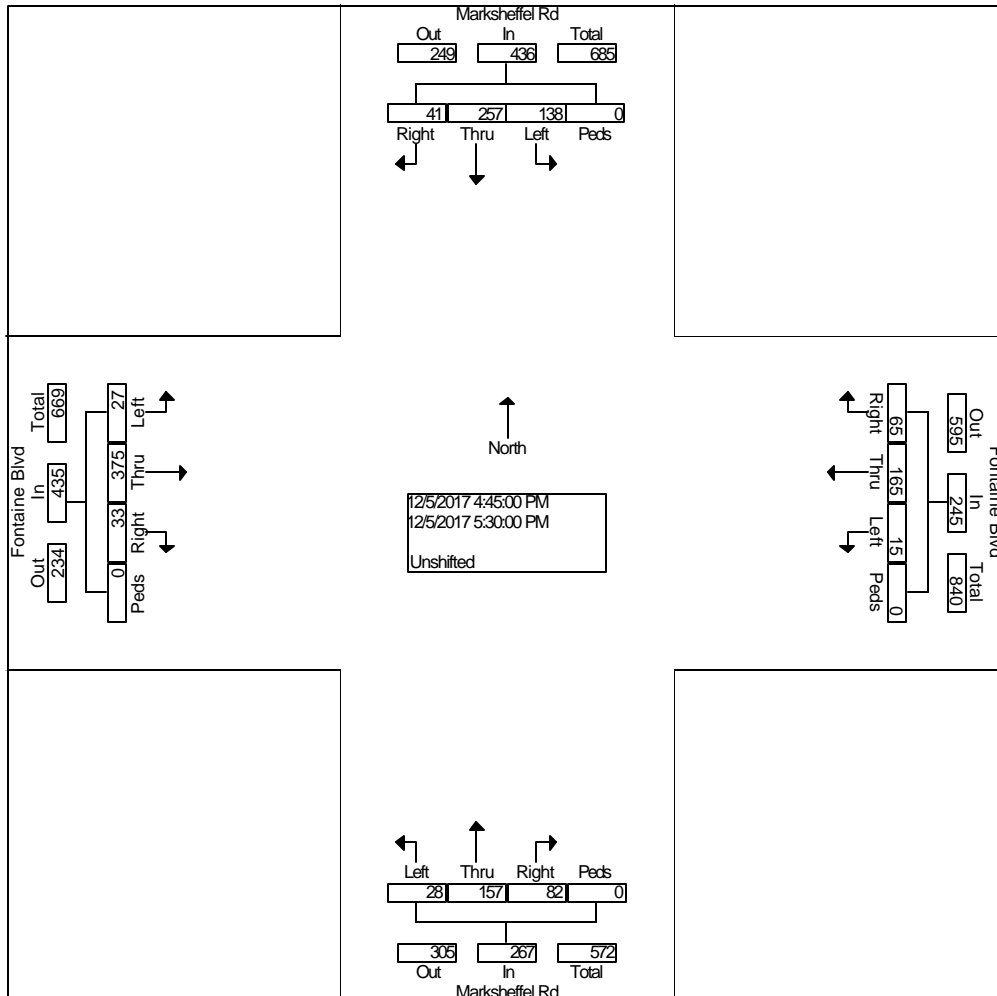 Marksheffel Rd
Out In Total
249 436 685
41 257 138 0
Right Thru Left Peds
Fontaine Blvd
Total In Out
669 435 234
27 375 33 0
Left Thru Right Peds
North
12/5/2017 4:45:00 PM
12/5/2017 5:30:00 PM
Unshifted
Right Thru Left Peds
65 165 15 0
595 245 840
Out In Total
Fontaine Blvd
Left Thru Right Peds
28 157 82 0
305 267 572
Out In Total
Marksheffel Rd